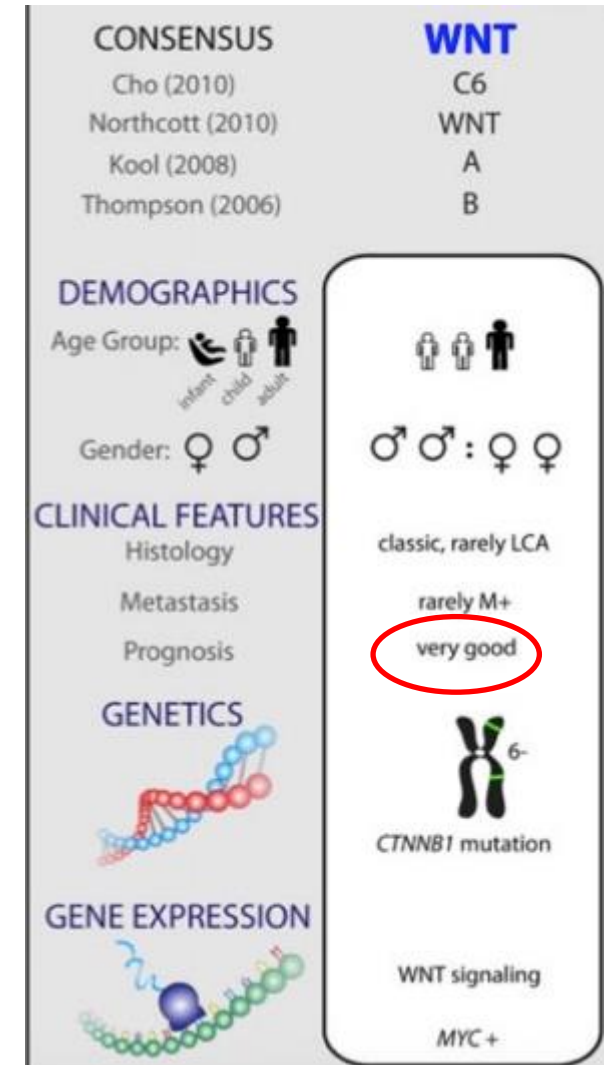 CONSENSUS WNT
Cho (2010) C6
Northcott (2010) WNT
Kool (2008) A
Thompson (2006) B
DEMOGRAPHICS
Age Group:
infant child adult
Gender: ♀ ♂ ♂ ♂ : ♀ ♀
CLINICAL FEATURES
Histology classic, rarely LCA
Metastasis rarely M+
Prognosis very good
GENETICS
6-
CTNNB1 mutation
GENE EXPRESSION
WNT signaling
MYC +